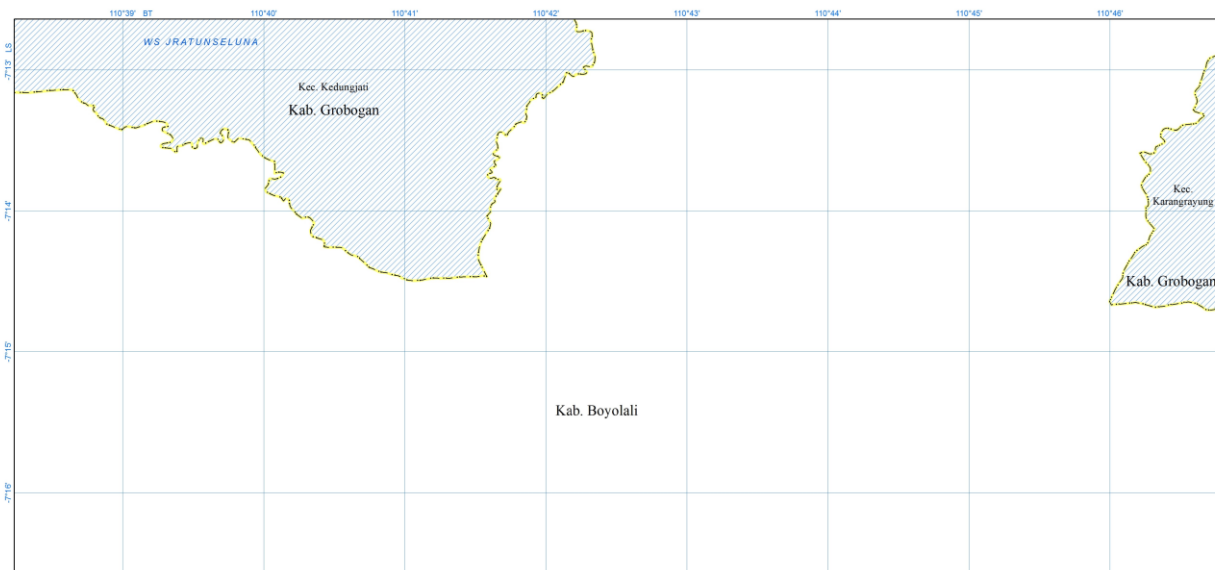 110°39' BT
110°40'
110°41'
110°42'
110°43'
110°44'
110°45'
110°46'
-7°13' LS
WS JRATUNSELUNA
Kec. Kedungjati
Kab. Grobogan
-7°14'
Kec.
Karangrayung
Kab. Grobogan
-7°15'
Kab. Boyolali
-7°16'